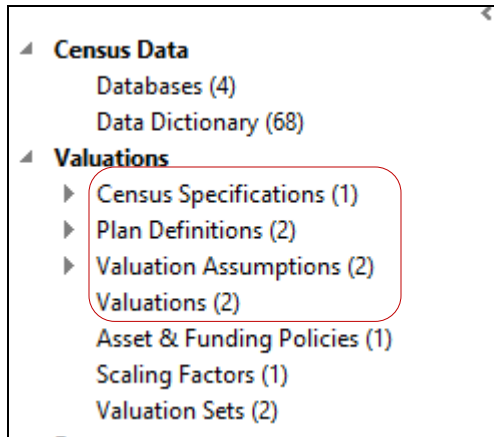 Census Data
Databases (4)
Data Dictionary (68)
Valuations
Census Specifications (1)
Plan Definitions (2)
Valuation Assumptions (2)
Valuations (2)
Asset & Funding Policies (1)
Scaling Factors (1)
Valuation Sets (2)